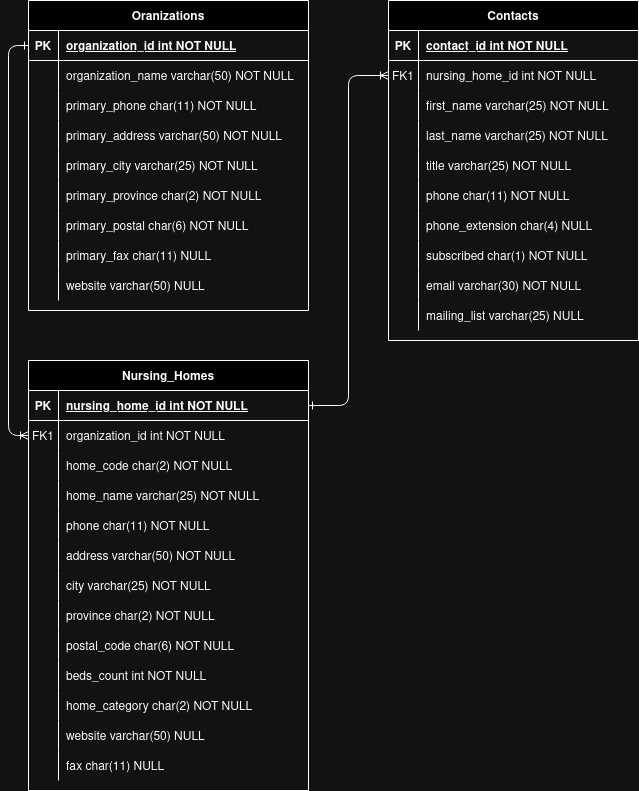 Oranizations
PK organization_id int NOT NULL
organization_name varchar(50) NOT NULL
primary_phone char(11) NOT NULL
primary_address varchar(50) NOT NULL
primary_city varchar(25) NOT NULL
primary_province char(2) NOT NULL
primary_postal char(6) NOT NULL
primary_fax char(11) NULL
website varchar(50) NULL
Contacts
PK contact_id int NOT NULL
FK1 nursing_home_id int NOT NULL
first_name varchar(25) NOT NULL
last_name varchar(25) NOT NULL
title varchar(25) NOT NULL
phone char(11) NOT NULL
phone_extension char(4) NULL
subscribed char(1) NOT NULL
email varchar(30) NOT NULL
mailing_list varchar(25) NULL
Nursing_Homes
PK nursing_home_id int NOT NULL
FK1 organization_id int NOT NULL
home_code char(2) NOT NULL
home_name varchar(25) NOT NULL
phone char(11) NOT NULL
address varchar(50) NOT NULL
city varchar(25) NOT NULL
province char(2) NOT NULL
postal_code char(6) NOT NULL
beds_count int NOT NULL
home_category char(2) NOT NULL
website varchar(50) NULL
fax char(11) NULL